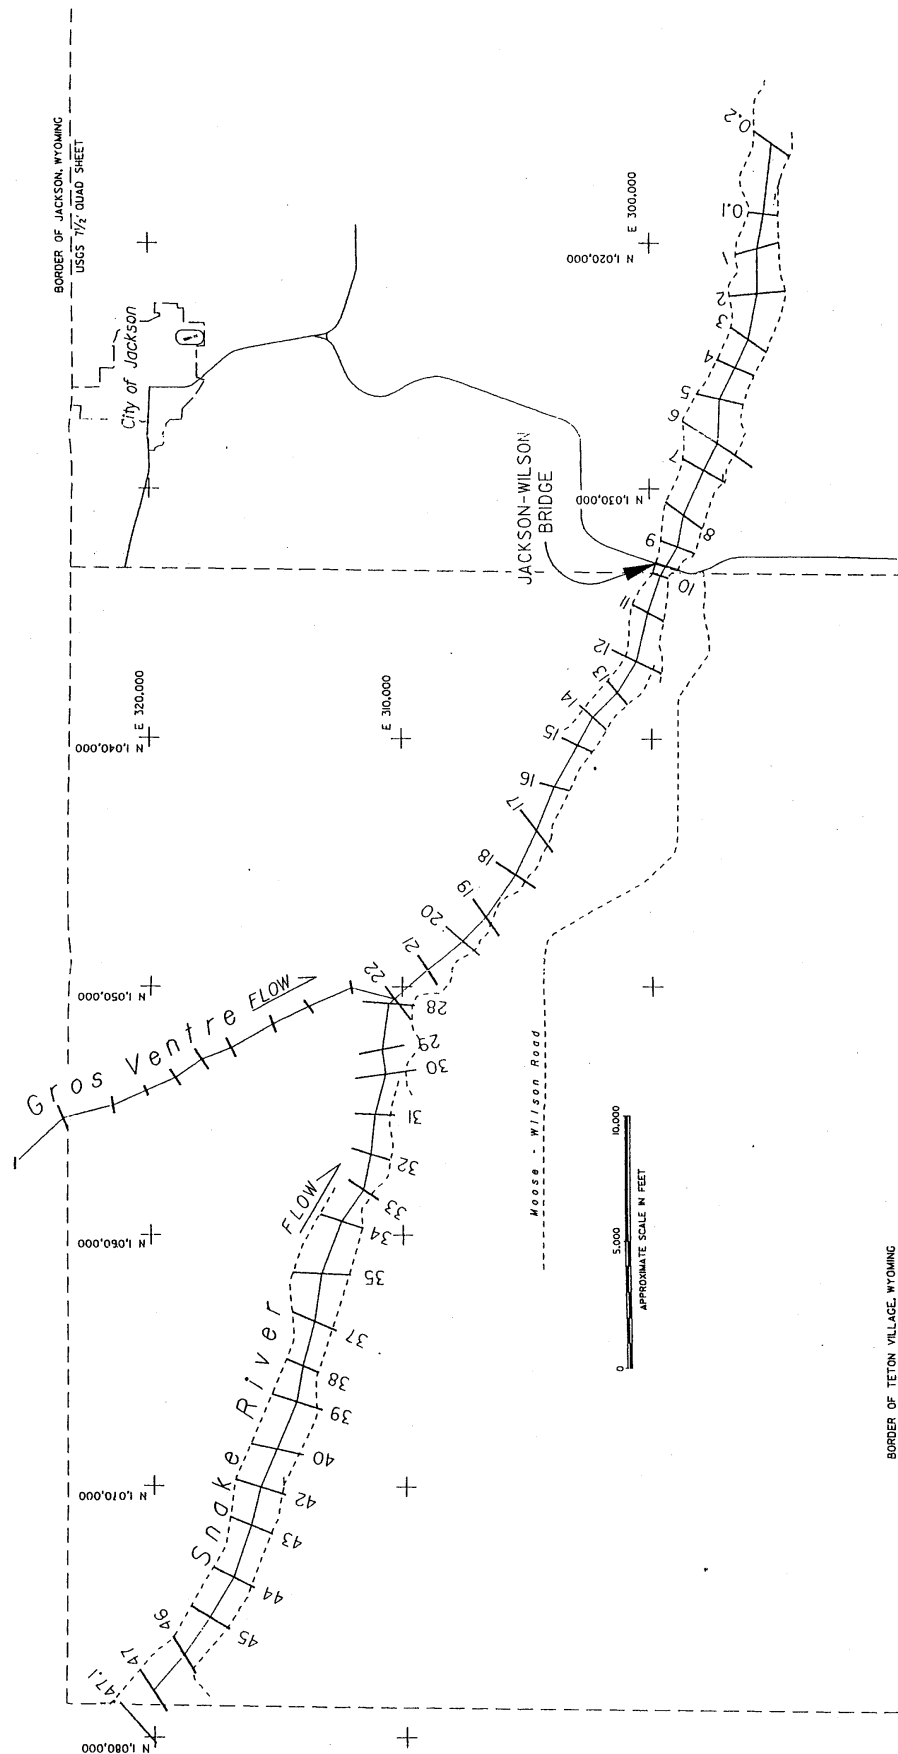 BORDER OF JACKSON, WYOMING
USGS 7½' QUAD SHEET
City of Jackson
0.2
0.1
1
2
3
4
5
6
7
8
9
10
E 300,000
N 1,020,000
N 1,030,000
JACKSON-WILSON
BRIDGE
11
12
13
14
15
16
17
18
19
20
21
22
E 320,000
E 310,000
N 1,040,000
N 1,050,000
Gros Ventre
FLOW
28
29
30
31
32
33
34
35
37
38
39
40
42
43
44
45
46
47
47.1
FLOW
Snake River
Moose - Wilson Road
N 1,060,000
N 1,070,000
N 1,080,000
0
5,000
10,000
APPROXIMATE SCALE IN FEET
BORDER OF TETON VILLAGE, WYOMING